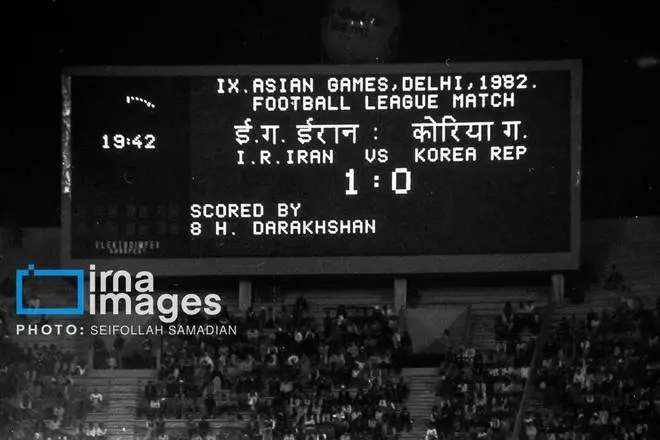 IX.ASIAN GAMES,DELHI,1982.
FOOTBALL LEAGUE MATCH
19:42
ई.ग. ईरान : कोरिया ग.
I.R.IRAN VS KOREA REP
1:0
SCORED BY
8 H. DARAKHSHAN
ELEKTROIMPEX
BUDAPEST
irna
images
PHOTO: SEIFOLLAH SAMADIAN